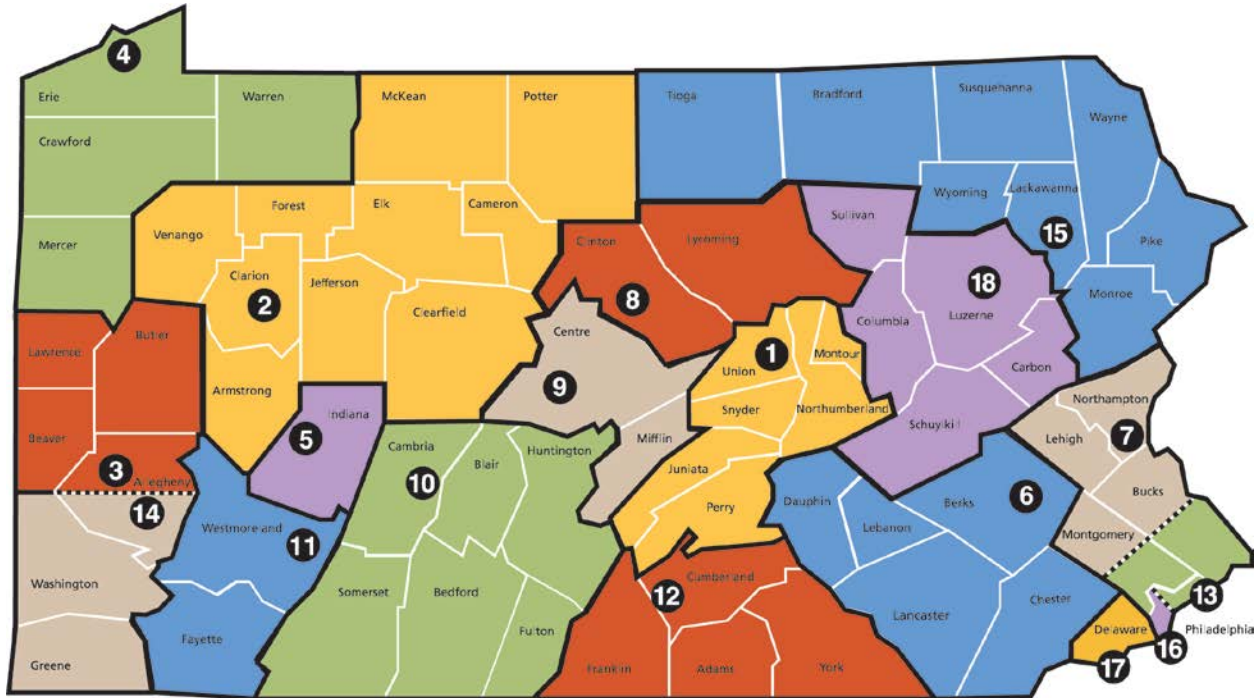 4
Erie
Warren
McKean
Potter
Tioga
Bradford
Susquehanna
Wayne
Crawford
Wyoming
Lackawanna
Mercer
Venango
Forest
Elk
Cameron
Clinton
Lycoming
Sullivan
15
Pike
Clarion
2
Jefferson
8
18
Monroe
Lawrence
Butler
Clearfield
Centre
Columbia
Luzerne
1
Montour
Union
Carbon
Armstrong
9
Northampton
Beaver
Indiana
5
Snyder
Northumberland
Schuylkill
Lehigh
7
3
Allegheny
Cambria
10
Blair
Huntington
Mifflin
Juniata
Bucks
14
Westmoreland
11
Perry
Dauphin
Lebanon
Berks
6
Montgomery
Washington
Somerset
Bedford
12
Cumberland
13
Fayette
Fulton
Lancaster
Chester
Delaware
Philadelphia
16
Greene
Franklin
Adams
York
17